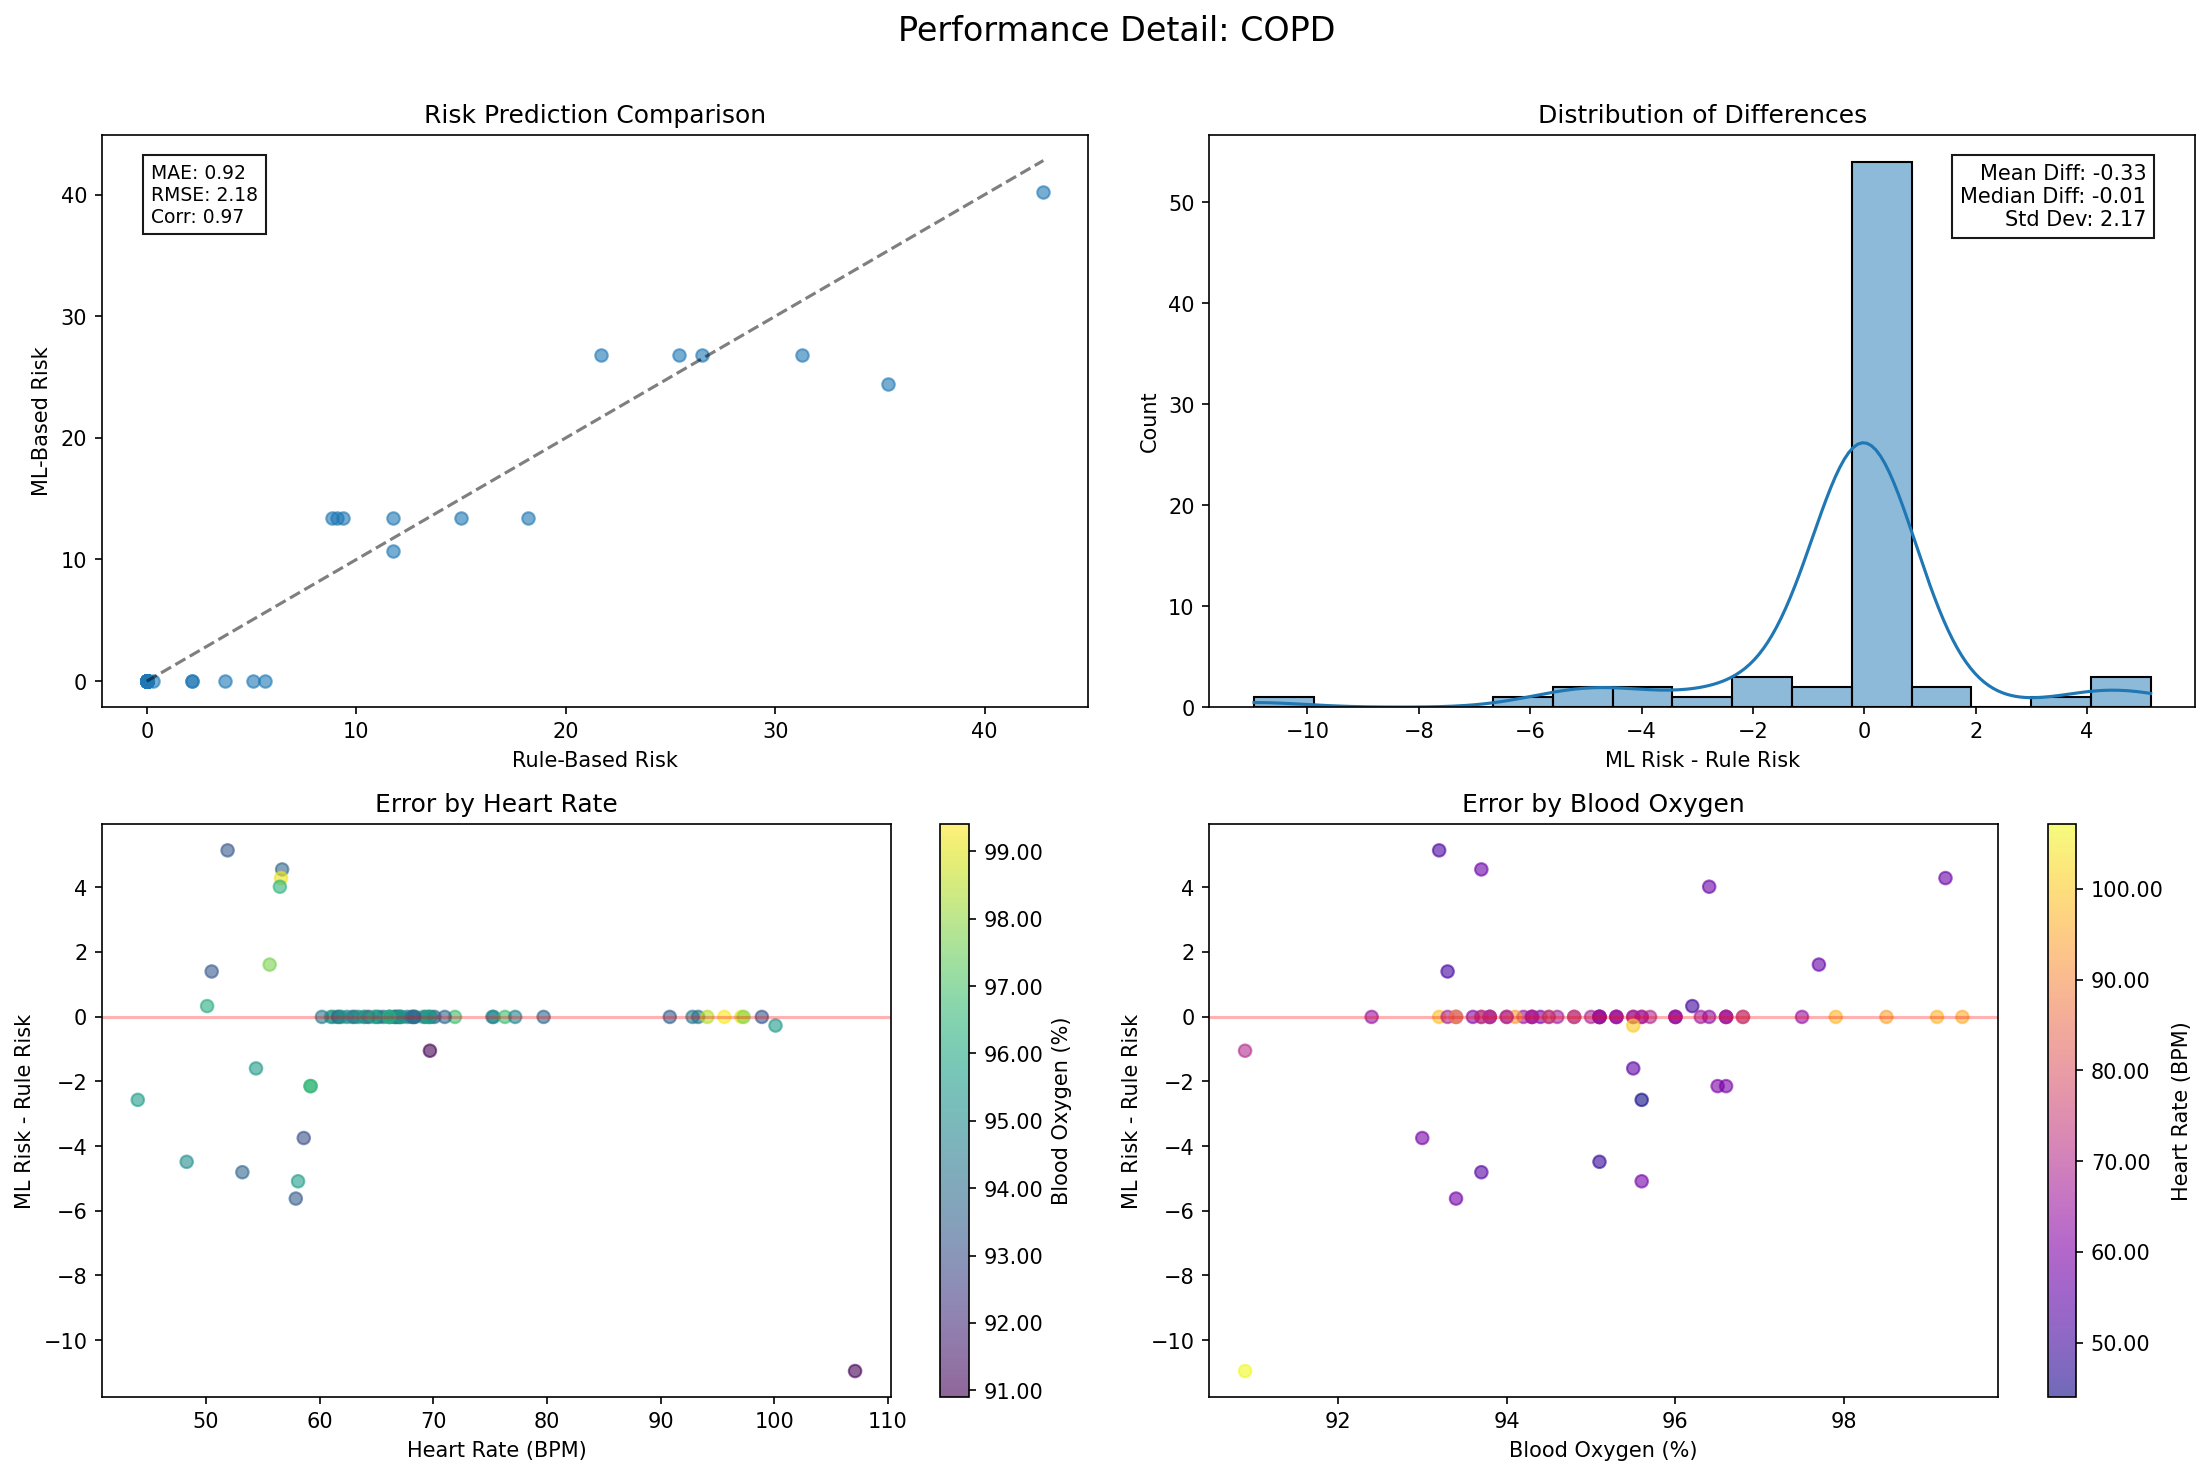 Performance Detail: COPD
Risk Prediction Comparison
MAE: 0.92
RMSE: 2.18
Corr: 0.97
40
30
20
10
0
ML-Based Risk
0 10 20 30 40
Rule-Based Risk
Distribution of Differences
Mean Diff: -0.33
Median Diff: -0.01
Std Dev: 2.17
50
40
30
20
10
0
Count
−10 −8 −6 −4 −2 0 2 4
ML Risk - Rule Risk
Error by Heart Rate
4
2
0
−2
−4
−6
−8
−10
ML Risk - Rule Risk
50 60 70 80 90 100 110
Heart Rate (BPM)
99.00
98.00
97.00
96.00
95.00
94.00
93.00
92.00
91.00
Blood Oxygen (%)
Error by Blood Oxygen
4
2
0
−2
−4
−6
−8
−10
ML Risk - Rule Risk
92 94 96 98
Blood Oxygen (%)
100.00
90.00
80.00
70.00
60.00
50.00
Heart Rate (BPM)